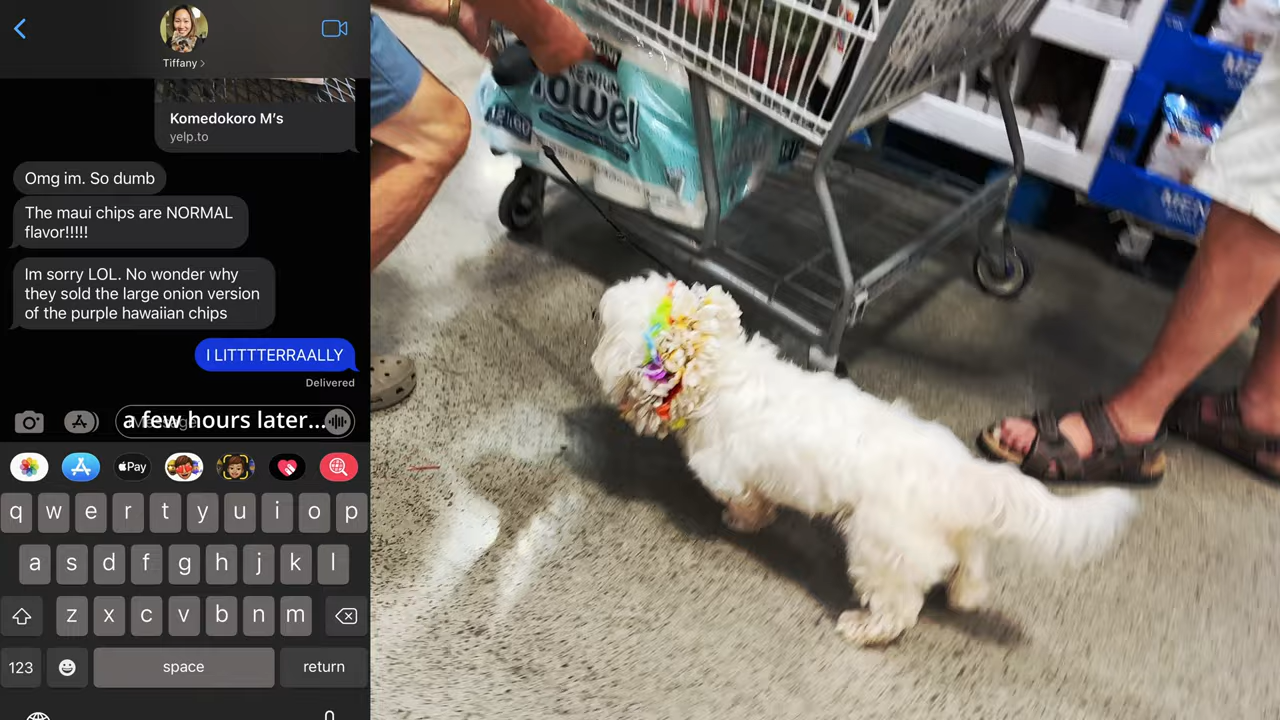 Tiffany >
Komedokoro M's
yelp.to
Omg im. So dumb
The maui chips are NORMAL
flavor!!!!!
Im sorry LOL. No wonder why
they sold the large onion version
of the purple hawaiian chips
I LITTTTERRAALLY
Delivered
a few hours later...
Pay
q w e r t y u i o p
a s d f g h j k l
z x c v b n m
123 space return
Towel